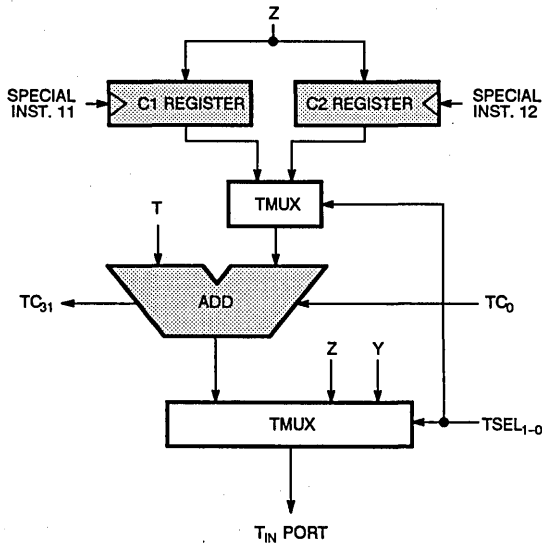 Z
SPECIAL
INST. 11
C1 REGISTER
C2 REGISTER
SPECIAL
INST. 12
TMUX
T
TC31
ADD
TC0
Z
Y
TMUX
TSEL1-0
TIN PORT